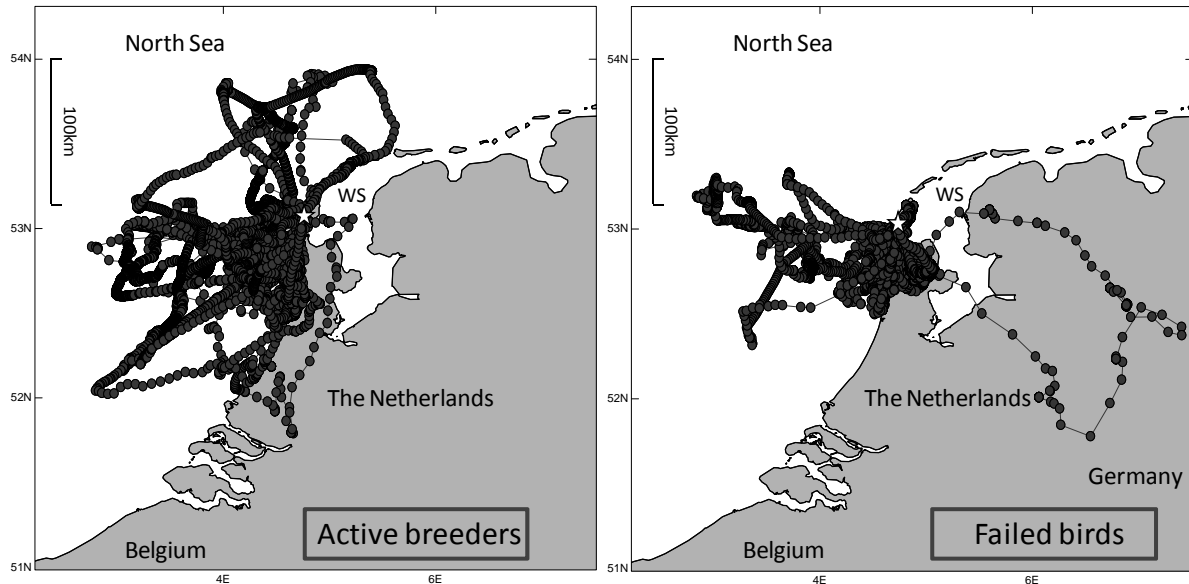 North Sea
54N
100km
WS
53N
52N
The Netherlands
Active breeders
Belgium
51N
4E
6E
North Sea
54N
100km
WS
53N
52N
The Netherlands
Germany
Failed birds
Belgium
51N
4E
6E